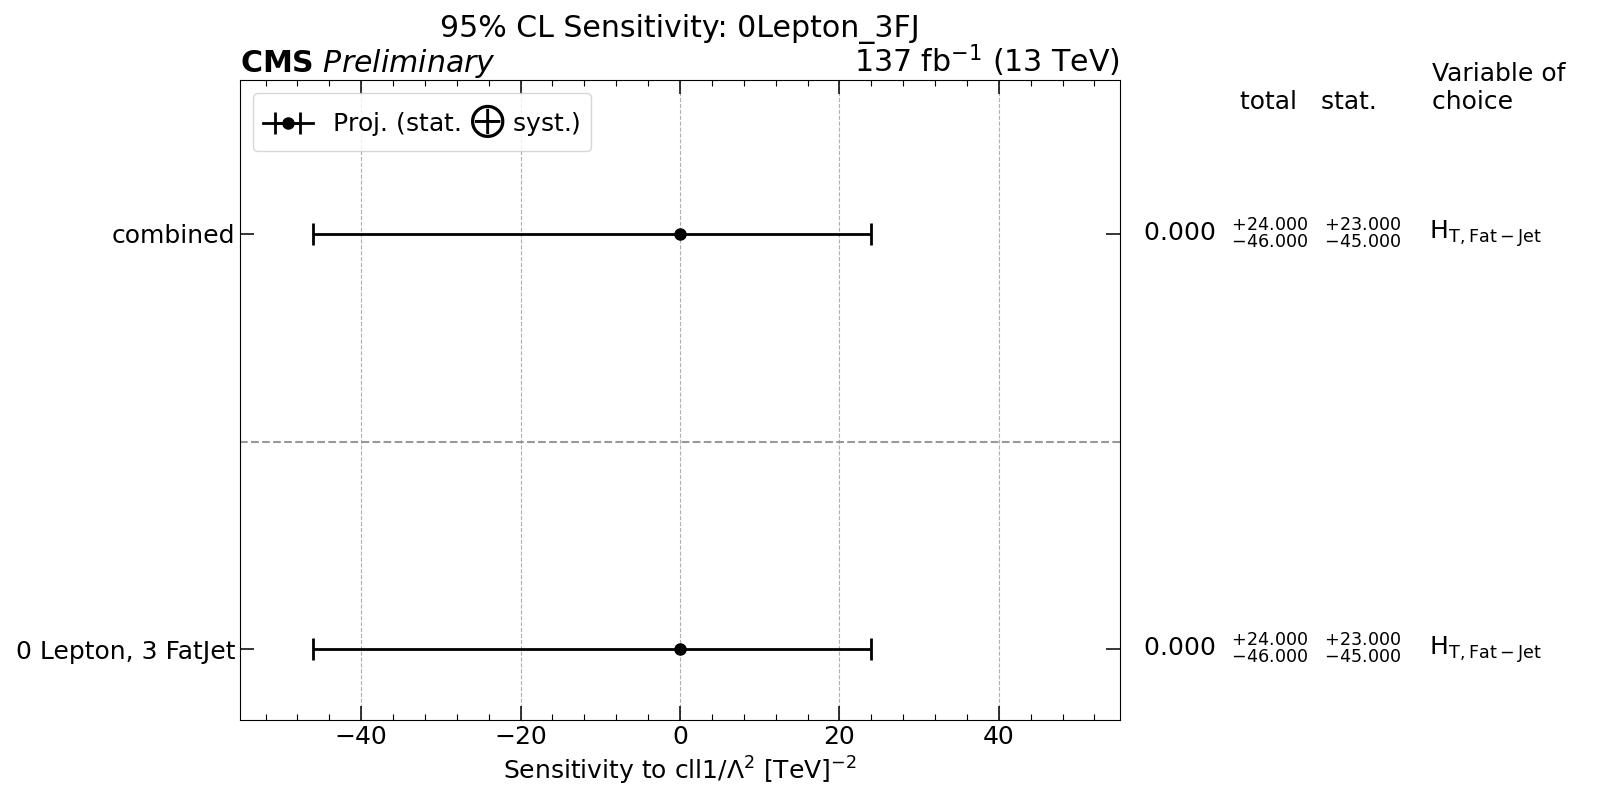 95% CL Sensitivity: 0Lepton_3FJ
CMS Preliminary 137 fb⁻¹ (13 TeV)
total stat. Variable of choice
Proj. (stat. ⊕ syst.)
combined 0.000 +24.000 −46.000 +23.000 −45.000 H_T, Fat−Jet
0 Lepton, 3 FatJet 0.000 +24.000 −46.000 +23.000 −45.000 H_T, Fat−Jet
−40 −20 0 20 40
Sensitivity to cll1/Λ² [TeV]⁻²